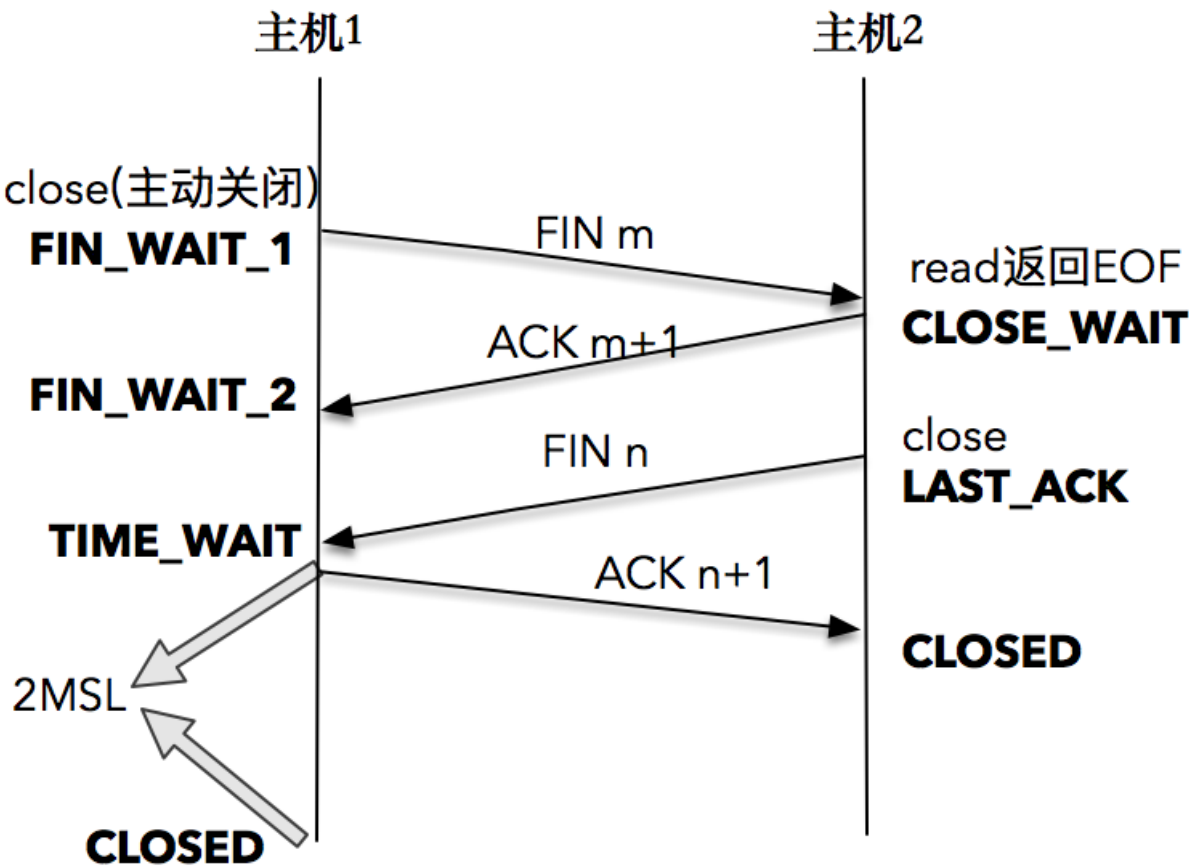 主机1
主机2
close(主动关闭)
FIN_WAIT_1
FIN m
read返回EOF
CLOSE_WAIT
ACK m+1
FIN_WAIT_2
FIN n
close
LAST_ACK
TIME_WAIT
ACK n+1
CLOSED
2MSL
CLOSED